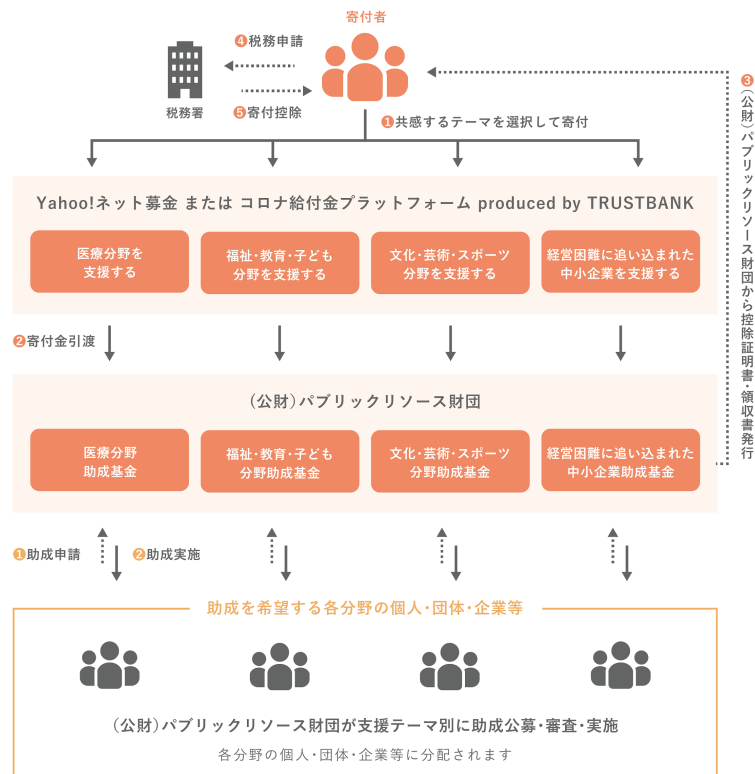 寄付者
❹税務申請
税務署
❺寄付控除
❶共感するテーマを選択して寄付
❸(公財)パブリックリソース財団から控除証明書・領収書発行
Yahoo!ネット募金 または コロナ給付金プラットフォーム produced by TRUSTBANK
医療分野を
支援する
福祉・教育・子ども
分野を支援する
文化・芸術・スポーツ
分野を支援する
経営困難に追い込まれた
中小企業を支援する
❷寄付金引渡
(公財)パブリックリソース財団
医療分野
助成基金
福祉・教育・子ども
分野助成基金
文化・芸術・スポーツ
分野助成基金
経営困難に追い込まれた
中小企業助成基金
❶助成申請
❷助成実施
助成を希望する各分野の個人・団体・企業等
(公財)パブリックリソース財団が支援テーマ別に助成公募・審査・実施
各分野の個人・団体・企業等に分配されます